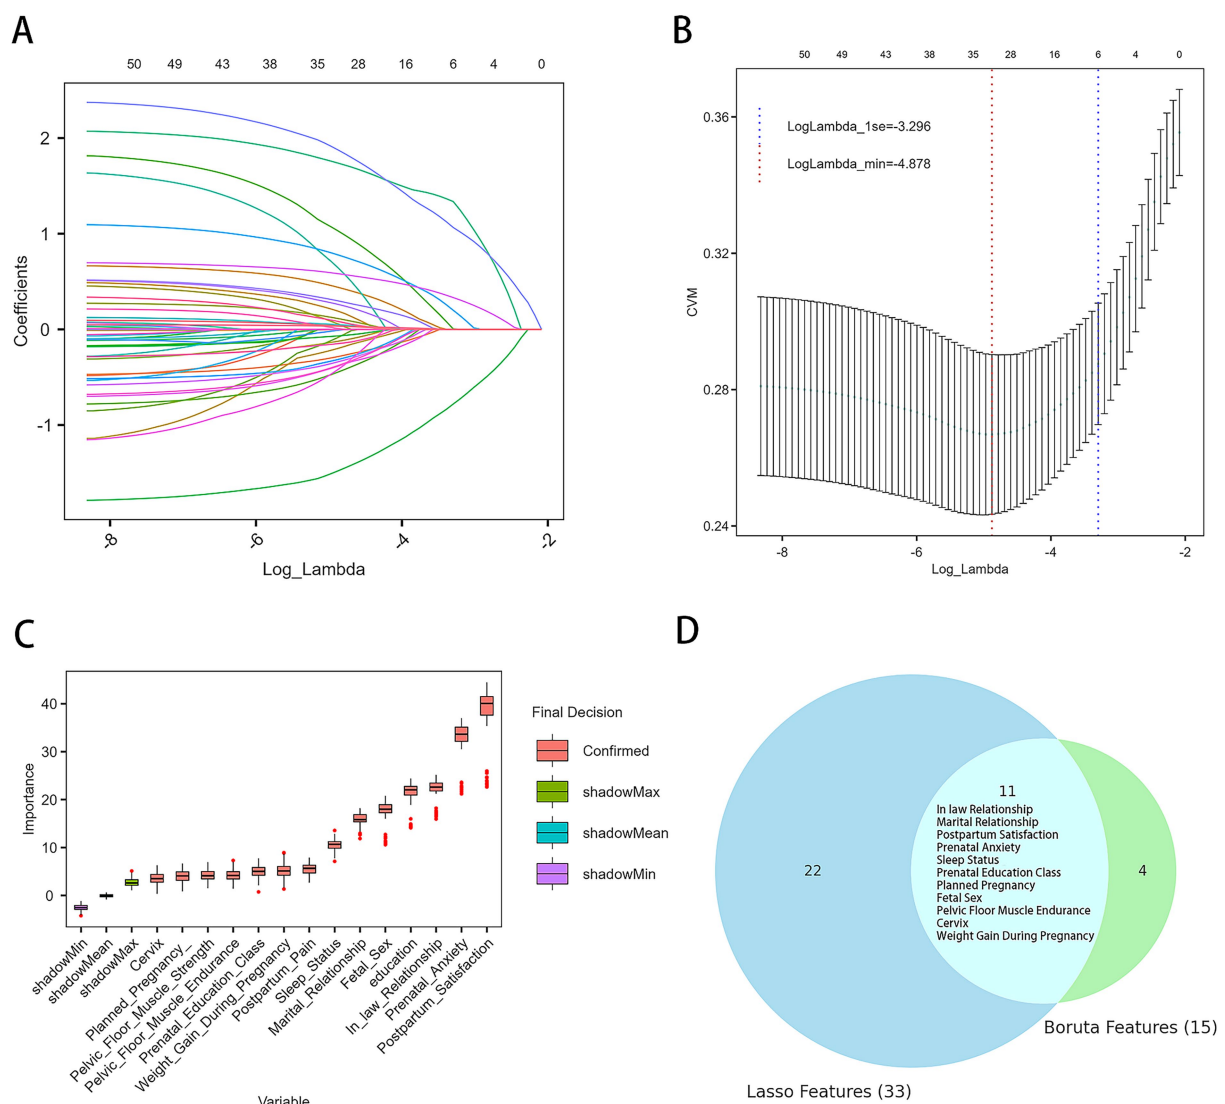 A
50 49 43 38 35 28 16 6 4 0
2
1
0
-1
Coefficients
-8 -6 -4 -2
Log_Lambda
B
50 49 43 38 35 28 16 6 4 0
0.36
0.32
0.28
0.24
CVM
LogLambda_1se=-3.296
LogLambda_min=-4.878
-8 -6 -4 -2
Log_Lambda
C
40
30
20
10
0
Importance
shadowMin
shadowMean
shadowMax
Cervix
Planned_Pregnancy_
Pelvic_Floor_Muscle_Strength
Pelvic_Floor_Muscle_Endurance
Prenatal_Education_Class
Weight_Gain_During_Pregnancy
Postpartum_Pain
Sleep_Status
Marital_Relationship
Fetal_Sex
education
In_law_Relationship
Prenatal_Anxiety
Postpartum_Satisfaction
Variable
Final Decision
Confirmed
shadowMax
shadowMean
shadowMin
D
22
11
In law Relationship
Marital Relationship
Postpartum Satisfaction
Prenatal Anxiety
Sleep Status
Prenatal Education Class
Planned Pregnancy
Fetal Sex
Pelvic Floor Muscle Endurance
Cervix
Weight Gain During Pregnancy
4
Boruta Features (15)
Lasso Features (33)